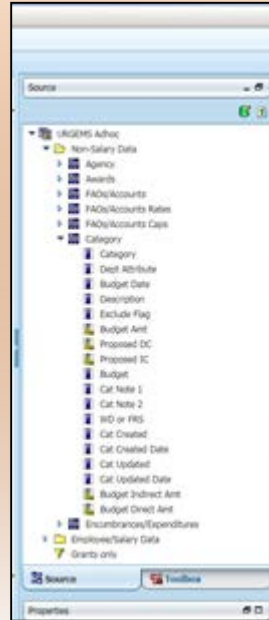 Source
URGEMS Adhoc
Non-Salary Data
Agency
Awards
FAOs/Accounts
FAOs/Accounts Rates
FAOs/Accounts Caps
Category
Category
Dept Attribute
Budget Date
Description
Exclude Flag
Budget Amt
Proposed DC
Proposed IC
Budget
Cat Note 1
Cat Note 2
WD or FRS
Cat Created
Cat Created Date
Cat Updated
Cat Updated Date
Budget Indirect Amt
Budget Direct Amt
Encumbrances/Expenditures
Employee/Salary Data
Grants only
Source Toolbox
Properties